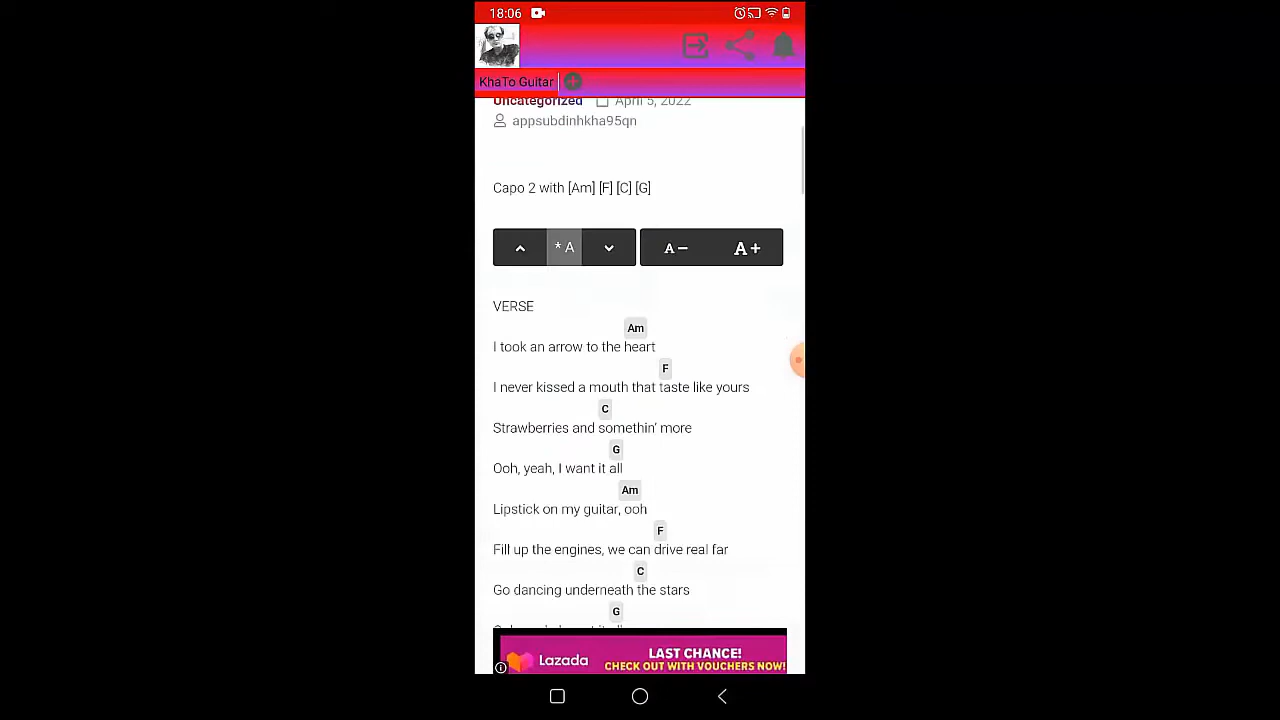 18:06
KhaTo Guitar
Uncategorized April 5, 2022
appsubdinhkha95qn
Capo 2 with [Am] [F] [C] [G]
* A A− A+
VERSE
Am
I took an arrow to the heart
F
I never kissed a mouth that taste like yours
C
Strawberries and somethin' more
G
Ooh, yeah, I want it all
Am
Lipstick on my guitar, ooh
F
Fill up the engines, we can drive real far
C
Go dancing underneath the stars
G
Lazada
LAST CHANCE!
CHECK OUT WITH VOUCHERS NOW!